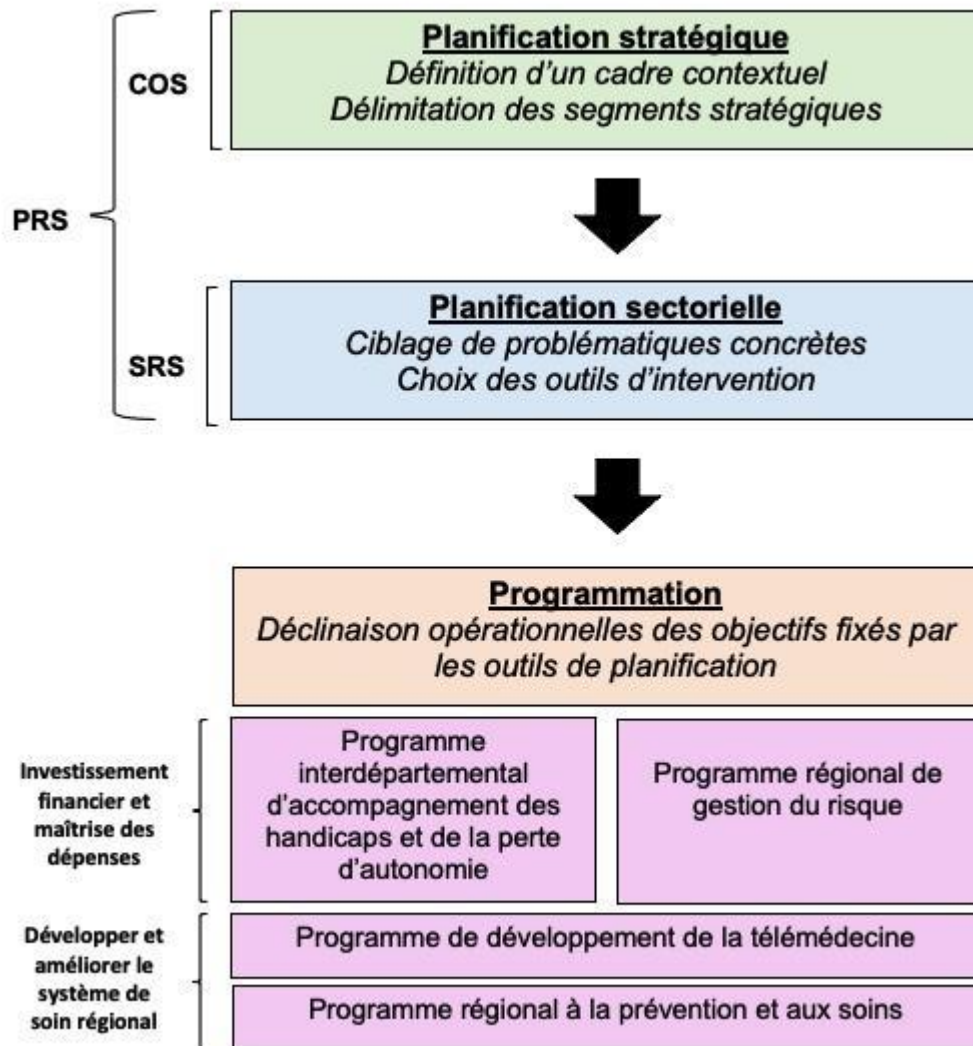 Planification stratégique
COS
Définition d’un cadre contextuel
Délimitation des segments stratégiques
PRS
Planification sectorielle
SRS
Ciblage de problématiques concrètes
Choix des outils d’intervention
Programmation
Déclinaison opérationnelles des objectifs fixés par
les outils de planification
Investissement
financier et
maîtrise des
dépenses
Programme
interdépartemental
d’accompagnement des
handicaps et de la perte
d’autonomie
Programme régional de
gestion du risque
Développer et
améliorer le
système de
soin régional
Programme de développement de la télémédecine
Programme régional à la prévention et aux soins